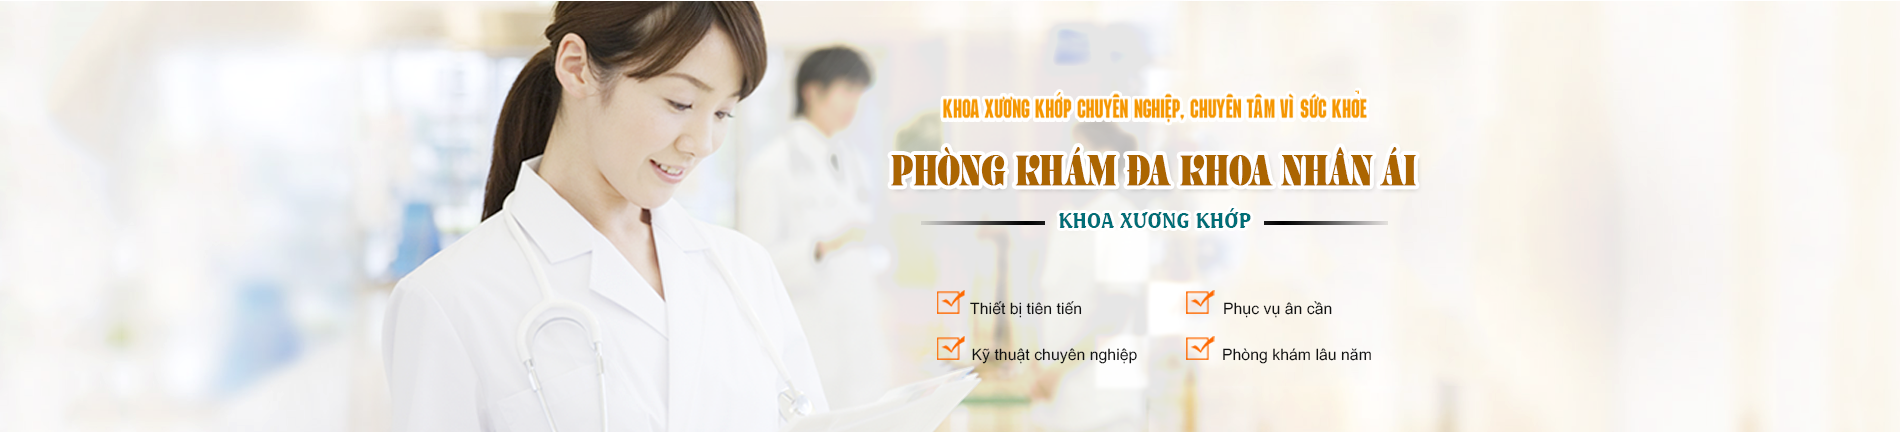 KHOA XƯƠNG KHỚP CHUYÊN NGHIỆP, CHUYÊN TÂM VÌ SỨC KHỎE
PHÒNG KHÁM ĐA KHOA NHÂN ÁI
KHOA XƯƠNG KHỚP
Thiết bị tiên tiến
Phục vụ ân cần
Kỹ thuật chuyên nghiệp
Phòng khám lâu năm